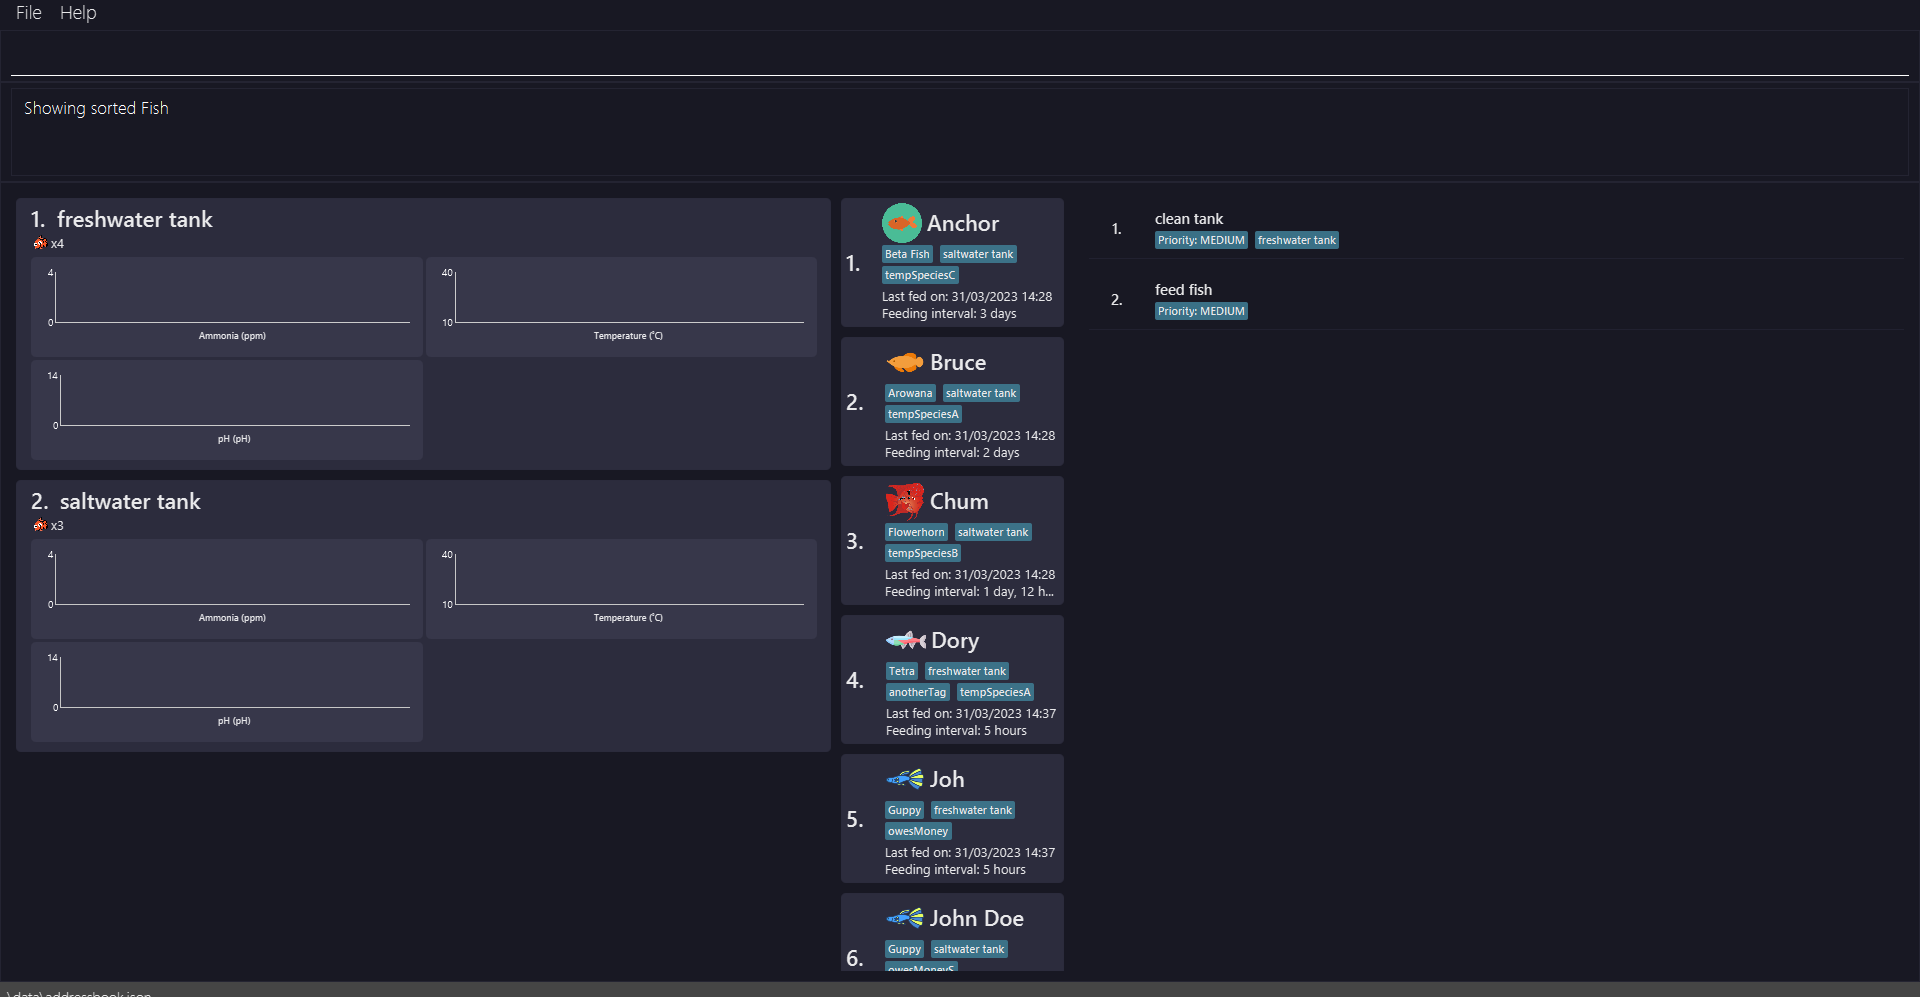 File Help
Showing sorted Fish
1. freshwater tank
x4
4
0
Ammonia (ppm)
40
10
Temperature (°C)
14
0
pH (pH)
2. saltwater tank
x3
4
0
Ammonia (ppm)
40
10
Temperature (°C)
14
0
pH (pH)
1. Anchor
Beta Fish saltwater tank
tempSpeciesC
Last fed on: 31/03/2023 14:28
Feeding interval: 3 days
2. Bruce
Arowana saltwater tank
tempSpeciesA
Last fed on: 31/03/2023 14:28
Feeding interval: 2 days
3. Chum
Flowerhorn saltwater tank
tempSpeciesB
Last fed on: 31/03/2023 14:28
Feeding interval: 1 day, 12 h...
4. Dory
Tetra freshwater tank
anotherTag tempSpeciesA
Last fed on: 31/03/2023 14:37
Feeding interval: 5 hours
5. Joh
Guppy freshwater tank
owesMoney
Last fed on: 31/03/2023 14:37
Feeding interval: 5 hours
6. John Doe
Guppy saltwater tank
owesMoneyS
1. clean tank
Priority: MEDIUM freshwater tank
2. feed fish
Priority: MEDIUM
.\data\addressbook.json